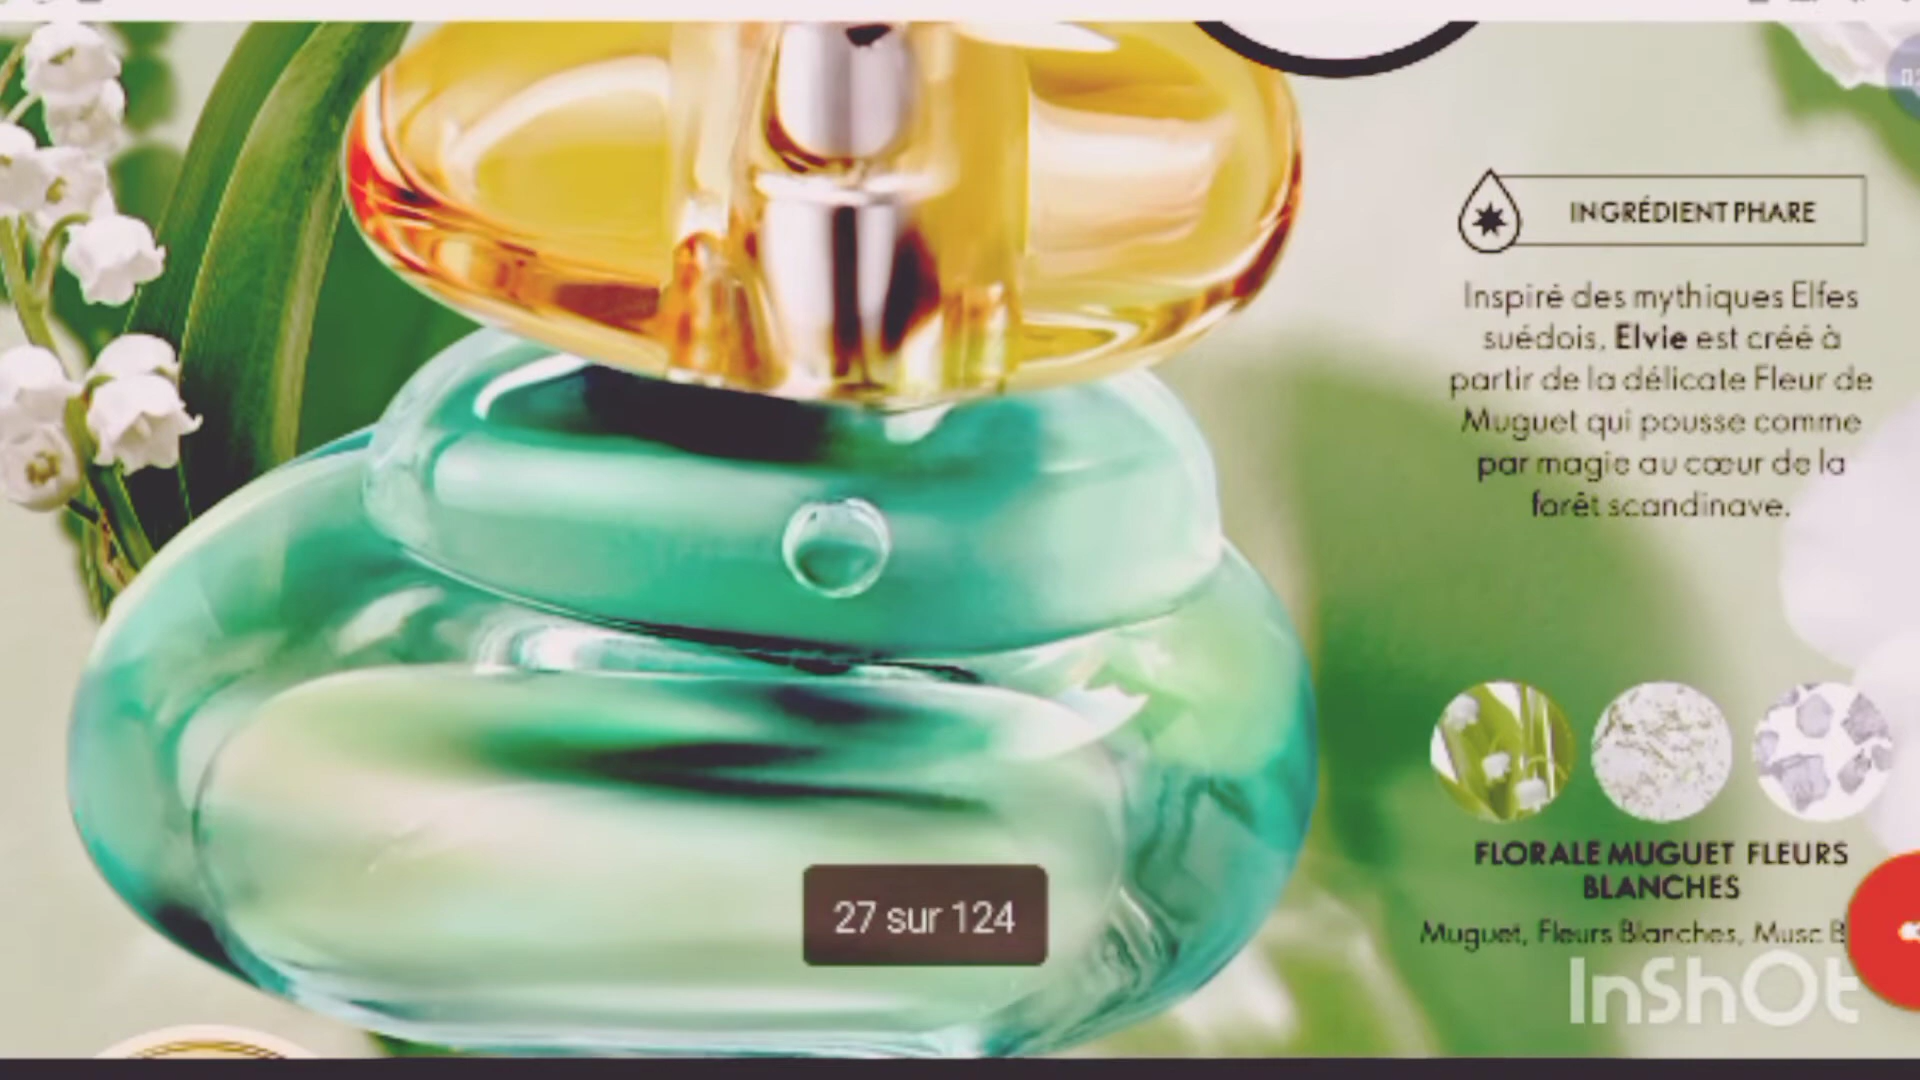 INGRÉDIENT PHARE
Inspiré des mythiques Elfes
suédois, Elvie est créé à
partir de la délicate Fleur de
Muguet qui pousse comme
par magie au cœur de la
forêt scandinave.
FLORALE MUGUET FLEURS
BLANCHES
Muguet, Fleurs Blanches, Musc
27 sur 124
InShOt